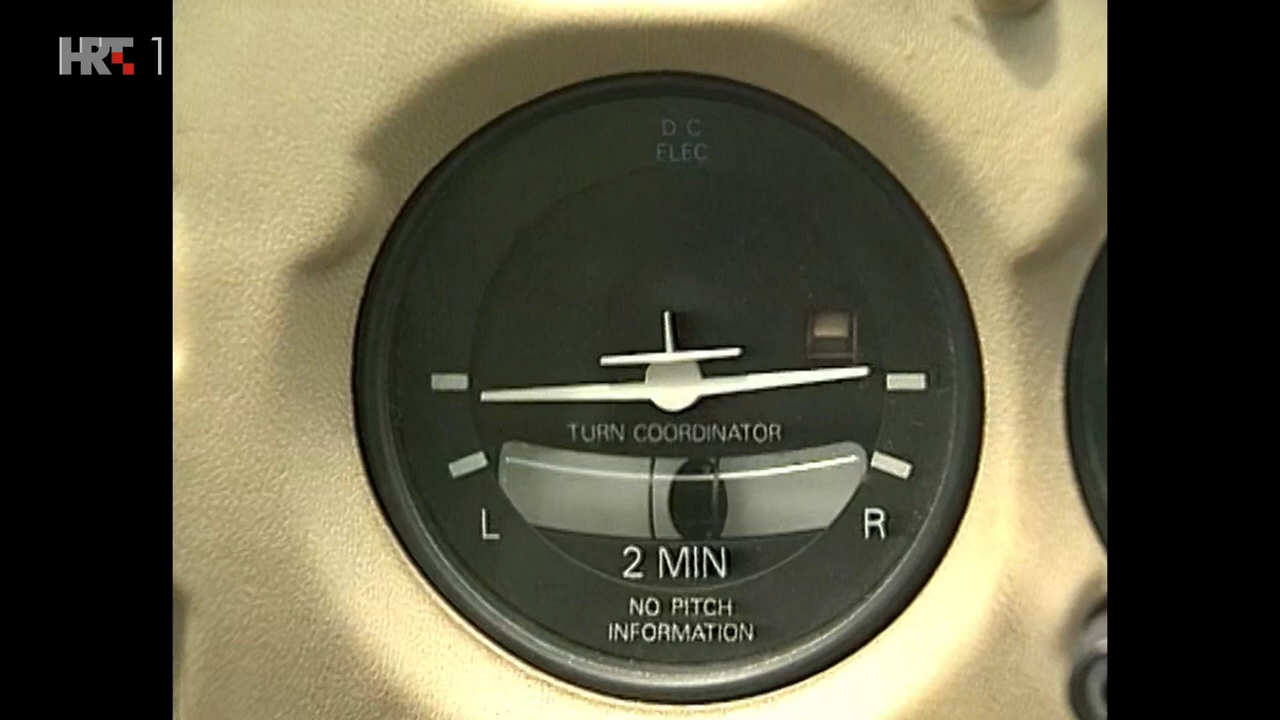 HRT 1
D C
ELEC
TURN COORDINATOR
L R
2 MIN
NO PITCH
INFORMATION